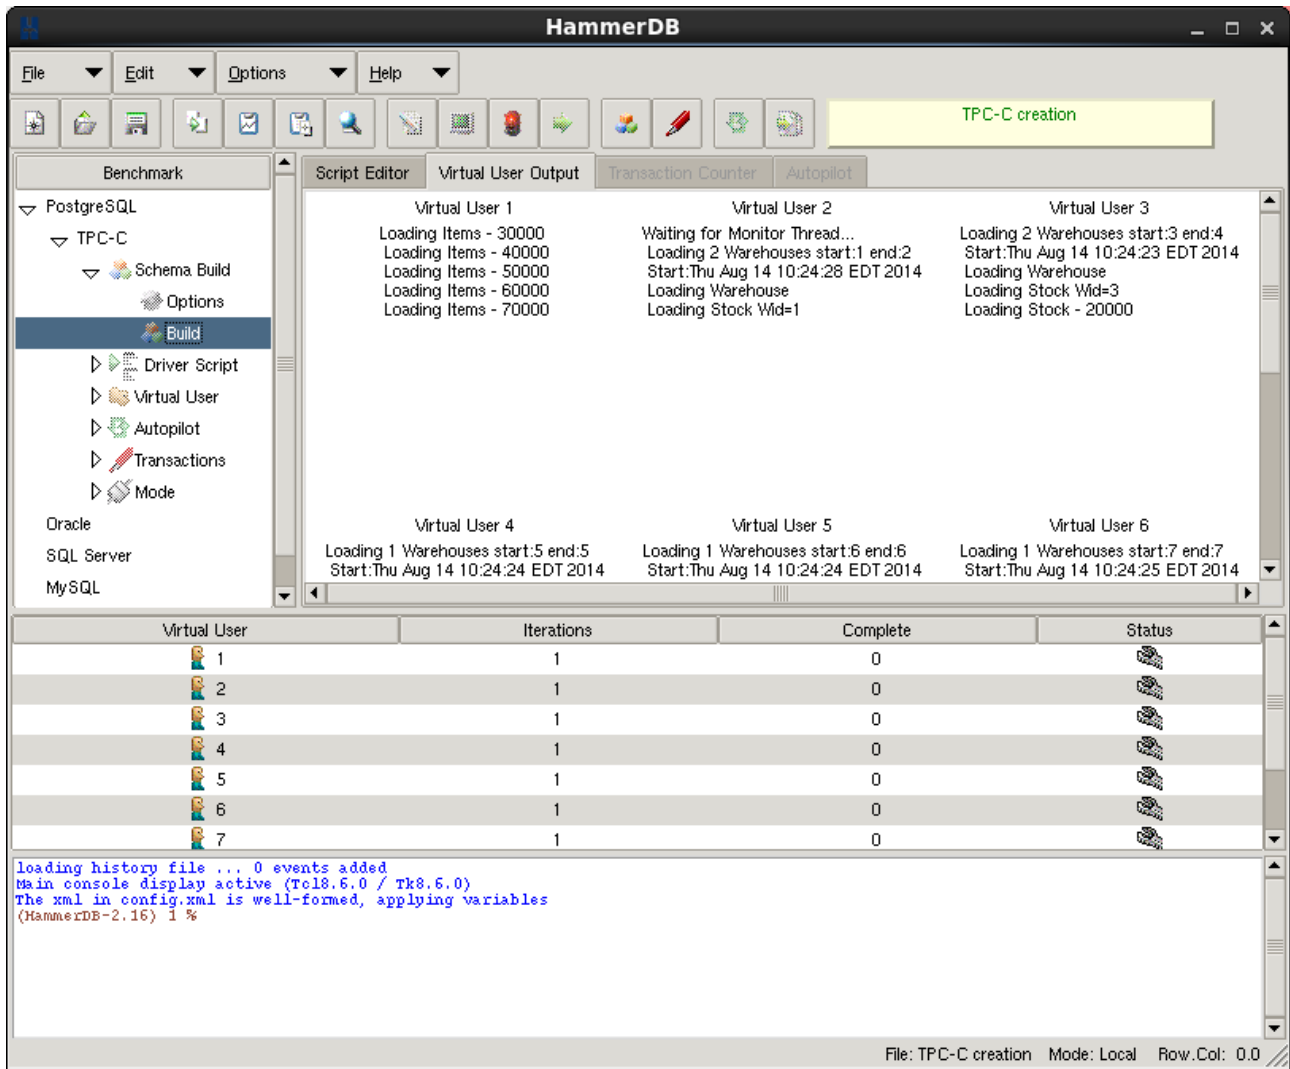 HammerDB
File Edit Options Help
TPC-C creation
Benchmark
PostgreSQL
TPC-C
Schema Build
Options
Build
Driver Script
Virtual User
Autopilot
Transactions
Mode
Oracle
SQL Server
MySQL
Script Editor Virtual User Output Transaction Counter Autopilot
Virtual User 1
Loading Items - 30000
Loading Items - 40000
Loading Items - 50000
Loading Items - 60000
Loading Items - 70000
Virtual User 2
Waiting for Monitor Thread...
Loading 2 Warehouses start:1 end:2
Start:Thu Aug 14 10:24:28 EDT 2014
Loading Warehouse
Loading Stock Wid=1
Virtual User 3
Loading 2 Warehouses start:3 end:4
Start:Thu Aug 14 10:24:23 EDT 2014
Loading Warehouse
Loading Stock Wid=3
Loading Stock - 20000
Virtual User 4
Loading 1 Warehouses start:5 end:5
Start:Thu Aug 14 10:24:24 EDT 2014
Virtual User 5
Loading 1 Warehouses start:6 end:6
Start:Thu Aug 14 10:24:24 EDT 2014
Virtual User 6
Loading 1 Warehouses start:7 end:7
Start:Thu Aug 14 10:24:25 EDT 2014
Virtual User Iterations Complete Status
1 1 0
2 1 0
3 1 0
4 1 0
5 1 0
6 1 0
7 1 0
loading history file ... 0 events added
Main console display active (Tcl8.6.0 / Tk8.6.0)
The xml in config.xml is well-formed, applying variables
(HammerDB-2.16) 1 %
File: TPC-C creation Mode: Local Row.Col: 0.0